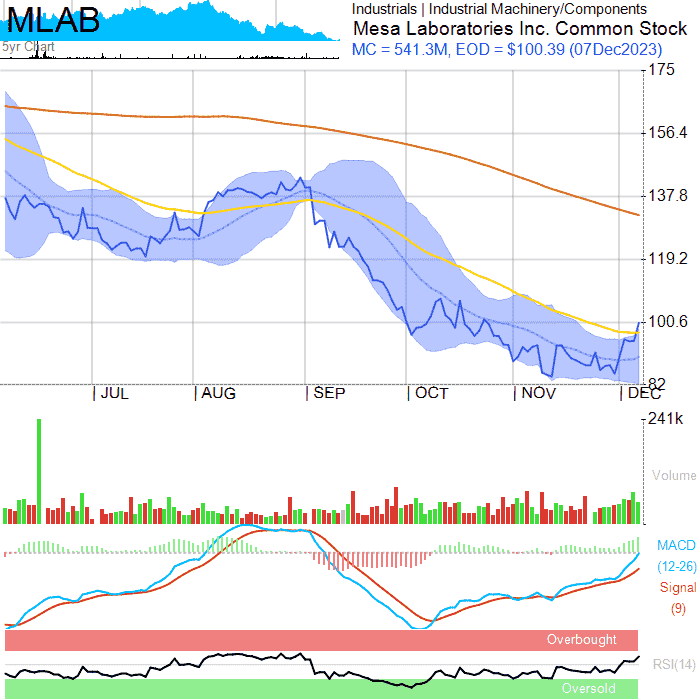 MLAB
5yr Chart
Industrials | Industrial Machinery/Components
Mesa Laboratories Inc. Common Stock
MC = 541.3M, EOD = $100.39 (07Dec2023)
175
156.4
137.8
119.2
100.6
82
JUL
AUG
SEP
OCT
NOV
DEC
241k
Volume
MACD
(12-26)
Signal
(9)
Overbought
RSI(14)
Oversold